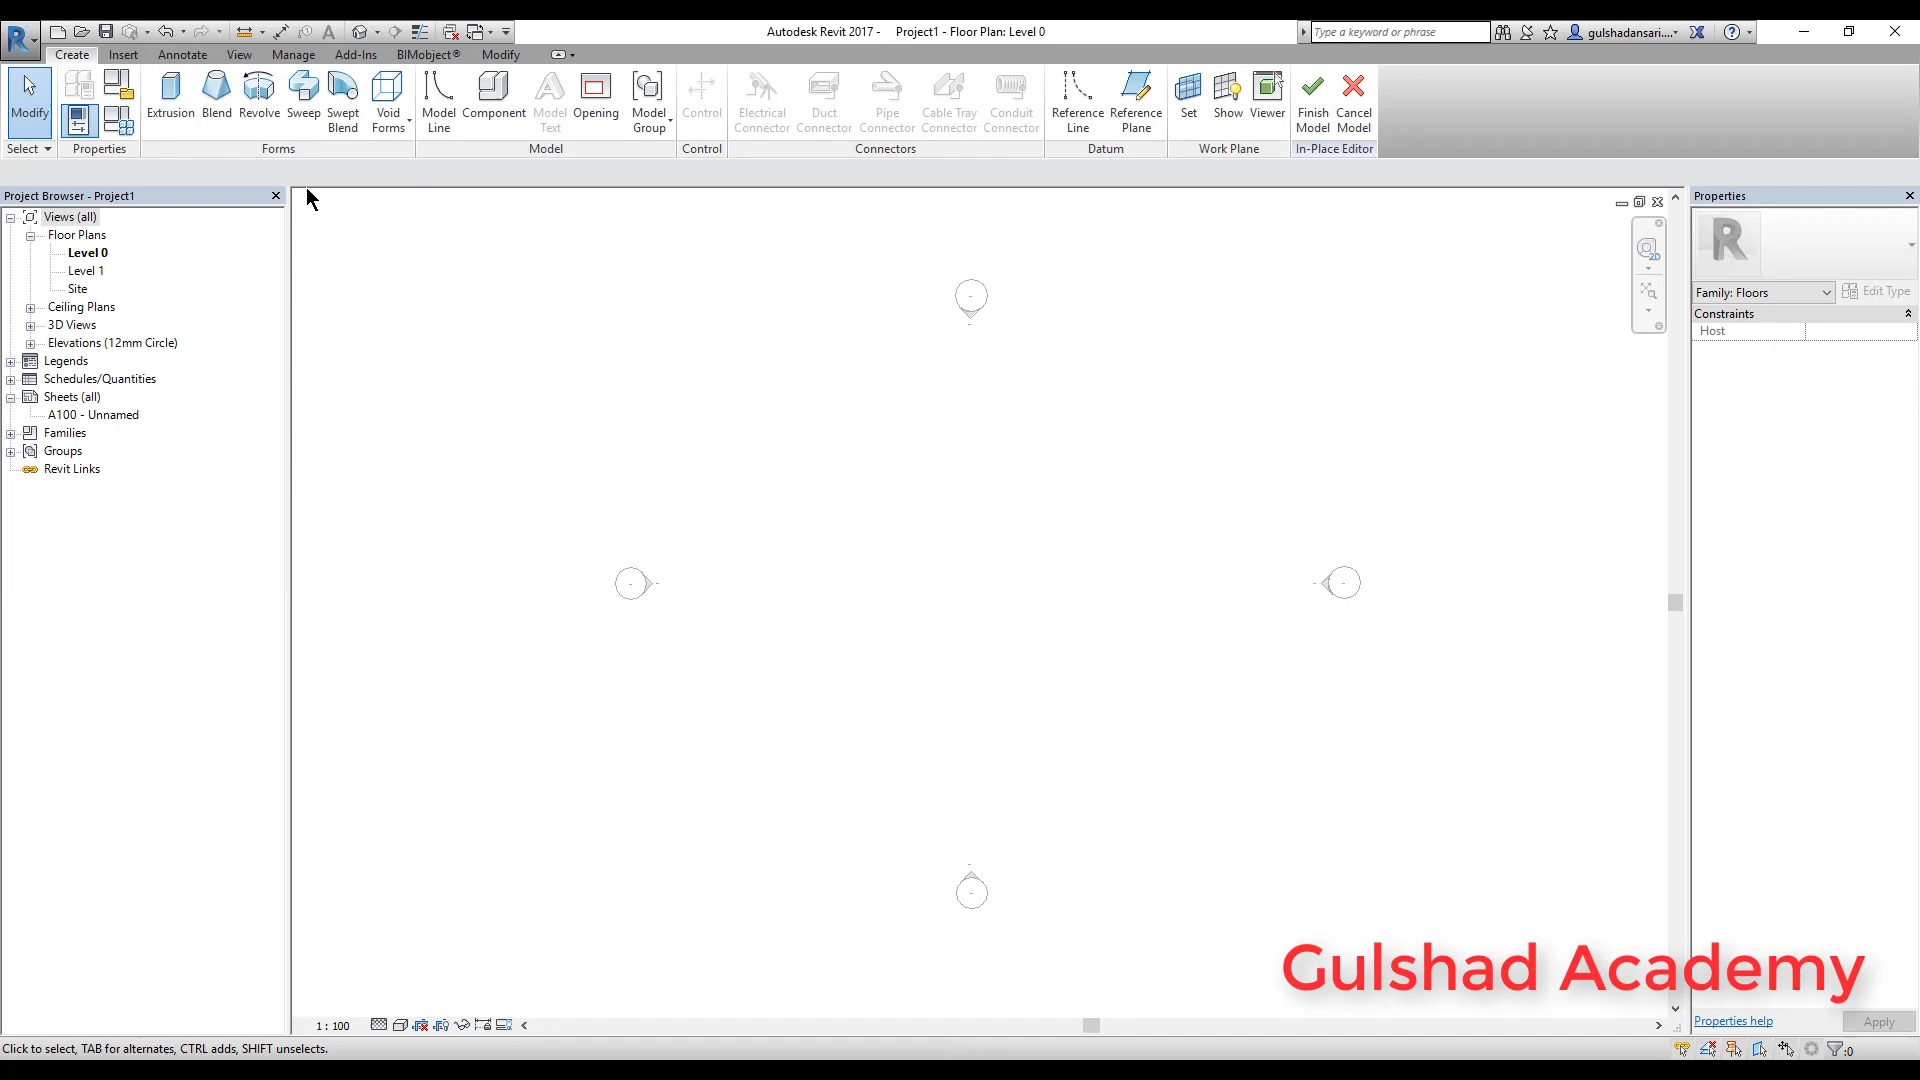 Autodesk Revit 2017 - Project1 - Floor Plan: Level 0
Type a keyword or phrase
gulshadansari....
Create Insert Annotate View Manage Add-Ins BIMobject® Modify
Modify
Extrusion Blend Revolve Sweep Swept Blend Void Forms
Model Line Component Model Text Opening Model Group
Control
Electrical Connector Duct Connector Pipe Connector Cable Tray Connector Conduit Connector
Reference Line Reference Plane
Set Show Viewer
Finish Model Cancel Model
Select Properties Forms Model Control Connectors Datum Work Plane In-Place Editor
Project Browser - Project1
Views (all)
Floor Plans
Level 0
Level 1
Site
Ceiling Plans
3D Views
Elevations (12mm Circle)
Legends
Schedules/Quantities
Sheets (all)
A100 - Unnamed
Families
Groups
Revit Links
2D
Properties
R
Family: Floors Edit Type
Constraints
Host
Gulshad Academy
Properties help Apply
1 : 100
Click to select, TAB for alternates, CTRL adds, SHIFT unselects.
:0